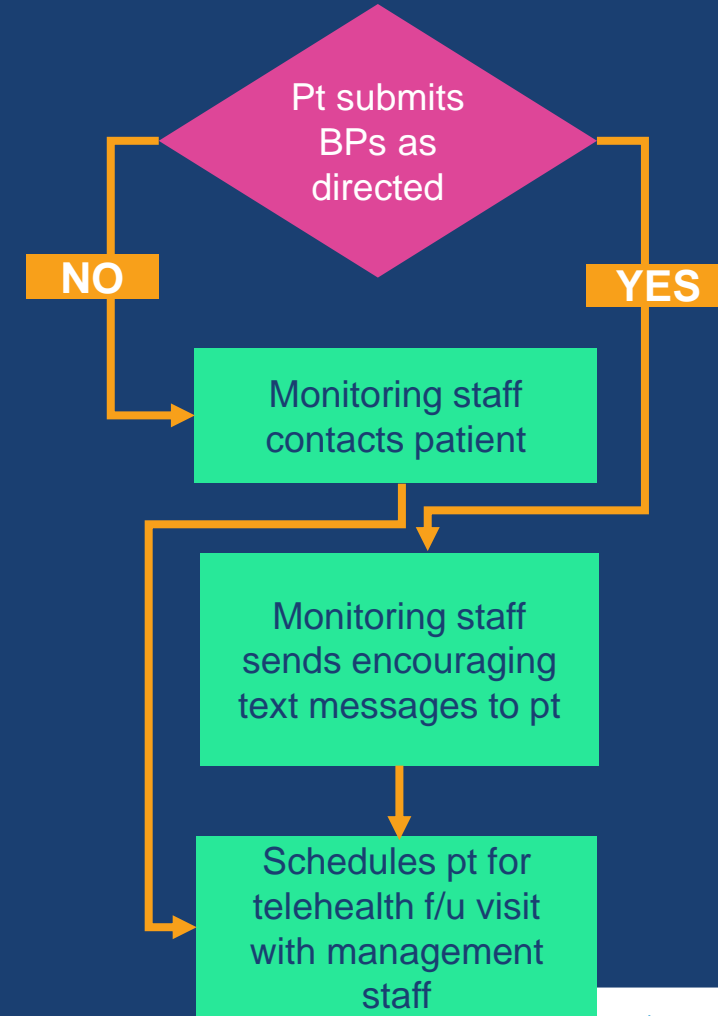 Pt submits
BPs as
directed
NO
YES
Monitoring staff
contacts patient
Monitoring staff
sends encouraging
text messages to pt
Schedules pt for
telehealth f/u visit
with management
staff